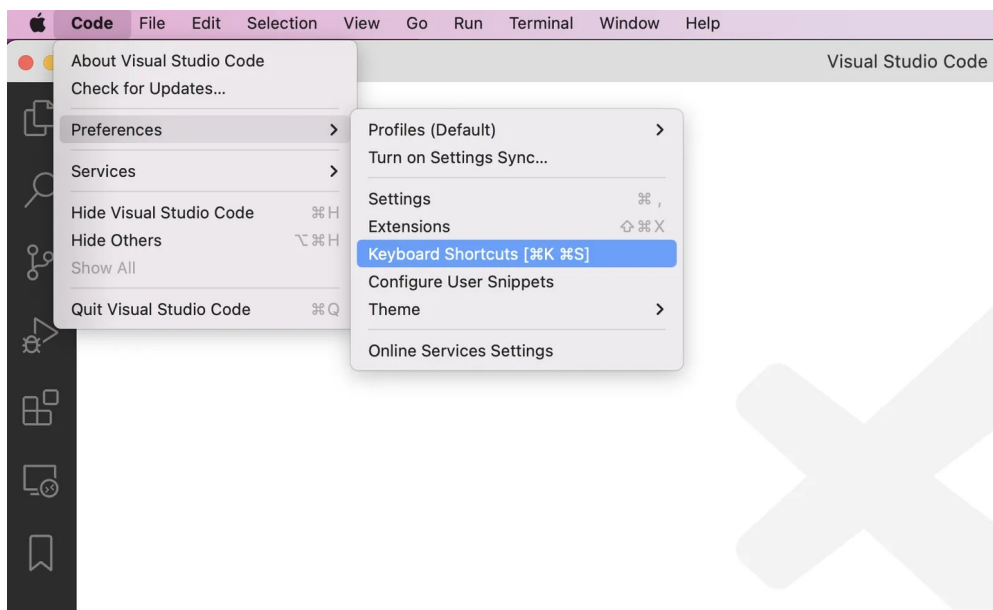 Code File Edit Selection View Go Run Terminal Window Help
Visual Studio Code
About Visual Studio Code
Check for Updates...
Preferences
Services
Hide Visual Studio Code ⌘H
Hide Others ⌥⌘H
Show All
Quit Visual Studio Code ⌘Q
Profiles (Default)
Turn on Settings Sync...
Settings ⌘,
Extensions ⇧⌘X
Keyboard Shortcuts [⌘K ⌘S]
Configure User Snippets
Theme
Online Services Settings